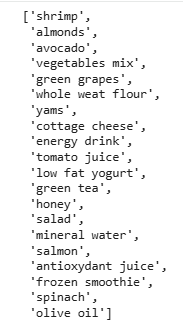 ['shrimp',
'almonds',
'avocado',
'vegetables mix',
'green grapes',
'whole weat flour',
'yams',
'cottage cheese',
'energy drink',
'tomato juice',
'low fat yogurt',
'green tea',
'honey',
'salad',
'mineral water',
'salmon',
'antioxydant juice',
'frozen smoothie',
'spinach',
'olive oil']